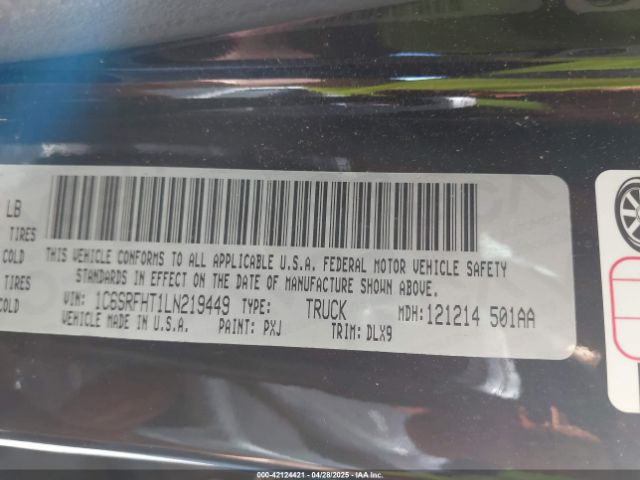 LB
TIRES
COLD
TIRES
COLD
THIS VEHICLE CONFORMS TO ALL APPLICABLE U.S.A. FEDERAL MOTOR VEHICLE SAFETY
STANDARDS IN EFFECT ON THE DATE OF MANUFACTURE SHOWN ABOVE.
VIN: 1C6SRFHT1LN219449 TYPE: TRUCK MDH: 121214 501AA
VEHICLE MADE IN U.S.A. PAINT: PXJ TRIM: DLX9
000-42124421 - 04/28/2025 - IAA Inc.